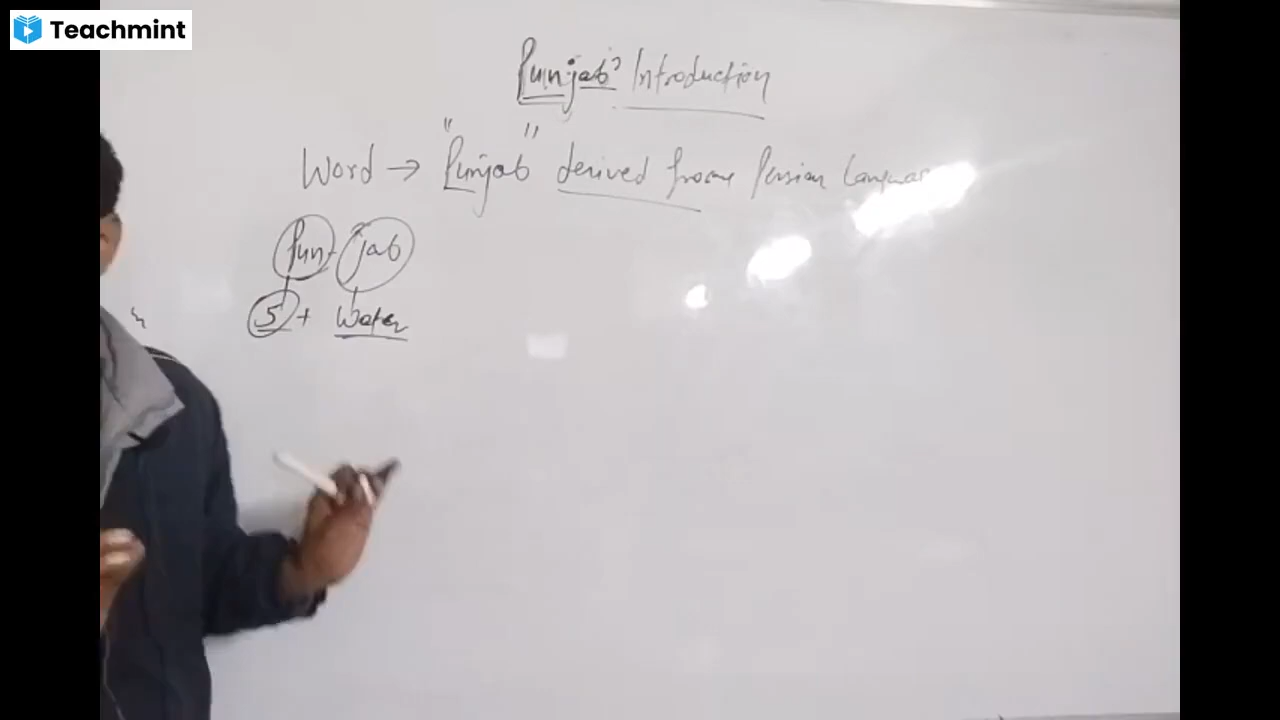 Teachmint
Punjab: Introduction
Word → "Punjab" derived from Persian Language
Pun - jab
5 + Water